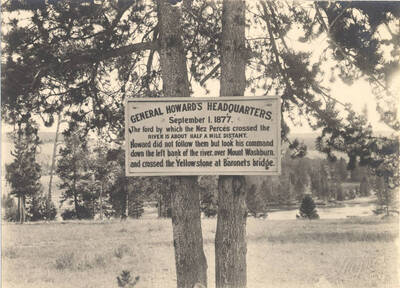 GENERAL HOWARD'S HEADQUARTERS,
September 1, 1877.
The ford by which the Nez Percés crossed the
RIVER IS ABOUT HALF A MILE DISTANT.
Howard did not follow them but took his command
down the left bank of the river, over Mount Washburn,
and crossed the Yellowstone at Baronets bridge.